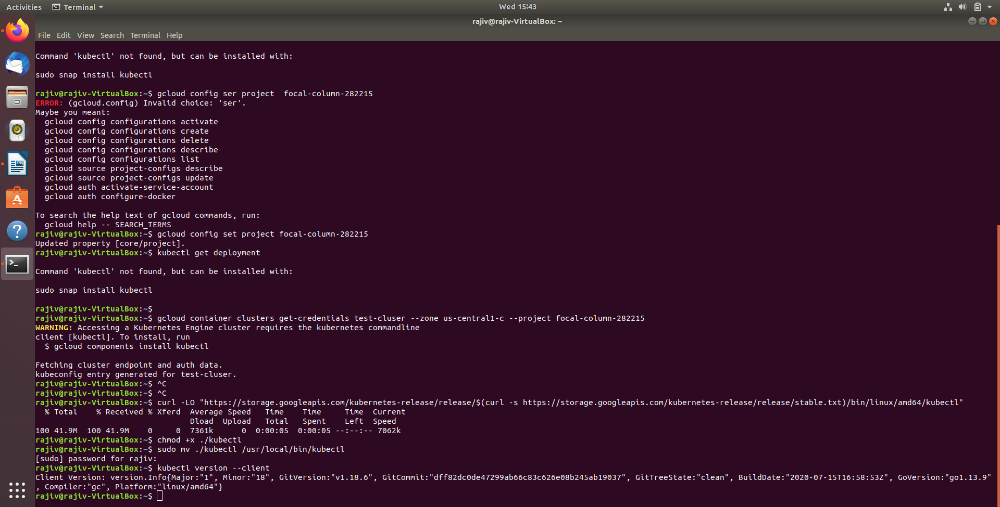 Activities Terminal Wed 15:43
rajiv@rajiv-VirtualBox: ~
File Edit View Search Terminal Help
Command 'kubectl' not found, but can be installed with:
sudo snap install kubectl
rajiv@rajiv-VirtualBox:~$ gcloud config ser project  focal-column-282215
ERROR: (gcloud.config) Invalid choice: 'ser'.
Maybe you meant:
  gcloud config configurations activate
  gcloud config configurations create
  gcloud config configurations delete
  gcloud config configurations describe
  gcloud config configurations list
  gcloud source project-configs describe
  gcloud source project-configs update
  gcloud auth activate-service-account
  gcloud auth configure-docker
To search the help text of gcloud commands, run:
  gcloud help -- SEARCH_TERMS
rajiv@rajiv-VirtualBox:~$ gcloud config set project focal-column-282215
Updated property [core/project].
rajiv@rajiv-VirtualBox:~$ kubectl get deployment
Command 'kubectl' not found, but can be installed with:
sudo snap install kubectl
rajiv@rajiv-VirtualBox:~$
rajiv@rajiv-VirtualBox:~$ gcloud container clusters get-credentials test-cluser --zone us-central1-c --project focal-column-282215
WARNING: Accessing a Kubernetes Engine cluster requires the kubernetes commandline
client [kubectl]. To install, run
  $ gcloud components install kubectl
Fetching cluster endpoint and auth data.
kubeconfig entry generated for test-cluser.
rajiv@rajiv-VirtualBox:~$ ^C
rajiv@rajiv-VirtualBox:~$ ^C
rajiv@rajiv-VirtualBox:~$ curl -LO "https://storage.googleapis.com/kubernetes-release/release/$(curl -s https://storage.googleapis.com/kubernetes-release/release/stable.txt)/bin/linux/amd64/kubectl"
  % Total    % Received % Xferd  Average Speed   Time    Time     Time  Current
                                 Dload  Upload   Total   Spent    Left  Speed
100 41.9M  100 41.9M    0     0  7361k      0  0:00:05  0:00:05 --:--:-- 7062k
rajiv@rajiv-VirtualBox:~$ chmod +x ./kubectl
rajiv@rajiv-VirtualBox:~$ sudo mv ./kubectl /usr/local/bin/kubectl
[sudo] password for rajiv:
rajiv@rajiv-VirtualBox:~$ kubectl version --client
Client Version: version.Info{Major:"1", Minor:"18", GitVersion:"v1.18.6", GitCommit:"dff82dc0de47299ab66c83c626e08b245ab19037", GitTreeState:"clean", BuildDate:"2020-07-15T16:58:53Z", GoVersion:"go1.13.9"
, Compiler:"gc", Platform:"linux/amd64"}
rajiv@rajiv-VirtualBox:~$